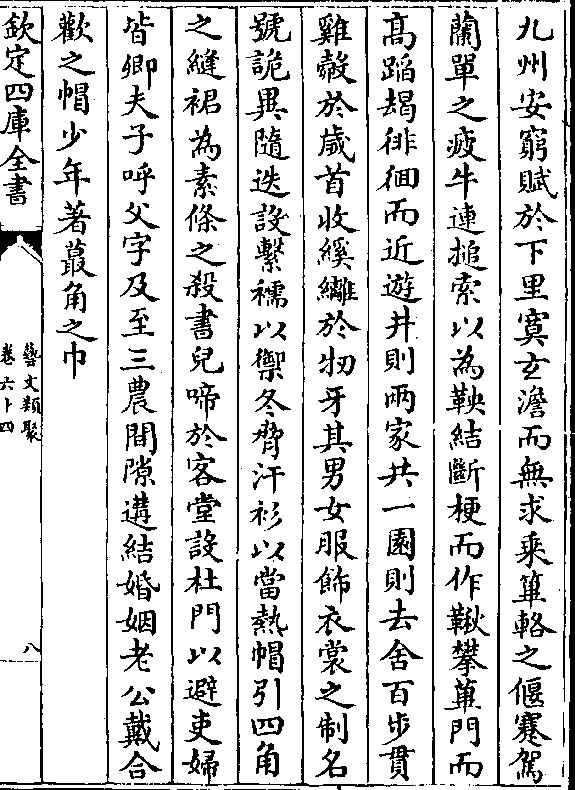 九州安窮賦於下里寞玄澹而無求乘篳輅之偃蹇駕
蘭單之疲牛連搥索以為鞅結斷梗而作鞦攀蓽門而
高蹈朅徘徊而近遊井則兩家共一園則去舍百步貫
雞㲉於歲首收緱繼於牣牙其男女服飾衣裳之制名
號詭異隨迭設繫襦以禦冬脅汗衫以當熱帽引四角
之縫裙為素條之殺書兒啼於客堂設杜門以避吏婦
皆卿夫子呼父字及至三農間隙遘結婚姻老公戴合
歡之帽少年著蕞角之巾
欽定四庫全書
藝文類聚
卷六十四
八